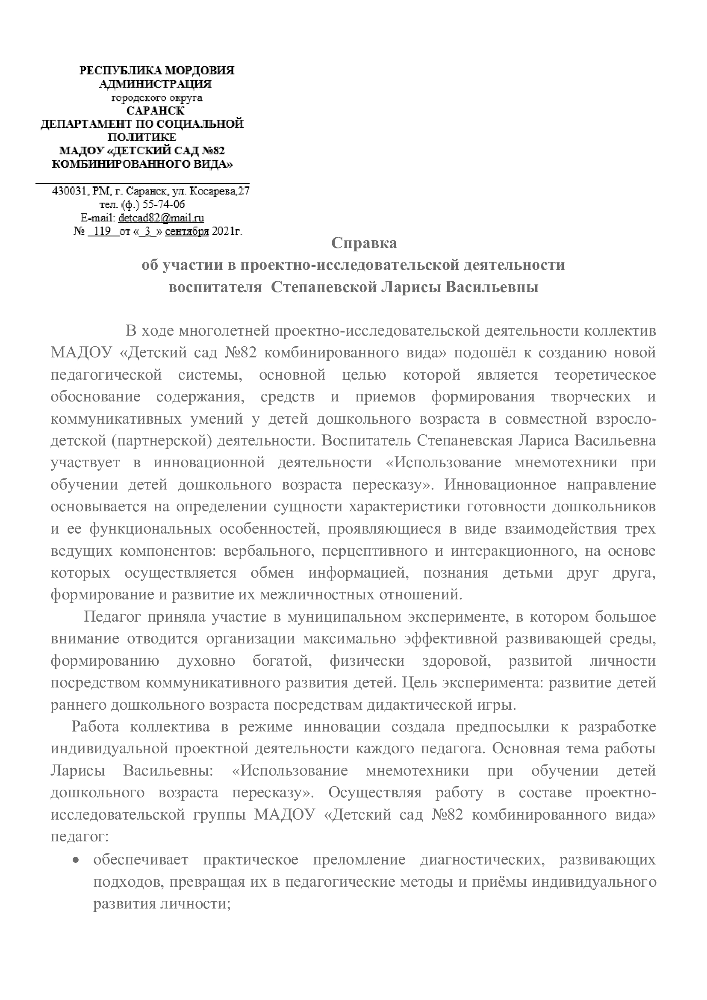 РЕСПУБЛИКА МОРДОВИЯ
АДМИНИСТРАЦИЯ
городского округа
САРАНСК
ДЕПАРТАМЕНТ ПО СОЦИАЛЬНОЙ
ПОЛИТИКЕ
МАДОУ «ДЕТСКИЙ САД №82
КОМБИНИРОВАННОГО ВИДА»
430031, РМ, г. Саранск, ул. Косарева,27
тел. (ф.) 55-74-06
E-mail: detcad82@mail.ru
№ _119_ от «_3_» сентября 2021г.
Справка
об участии в проектно-исследовательской деятельности
воспитателя Степаневской Ларисы Васильевны
В ходе многолетней проектно-исследовательской деятельности коллектив
МАДОУ «Детский сад №82 комбинированного вида» подошёл к созданию новой
педагогической системы, основной целью которой является теоретическое
обоснование содержания, средств и приемов формирования творческих и
коммуникативных умений у детей дошкольного возраста в совместной взросло-
детской (партнерской) деятельности. Воспитатель Степаневская Лариса Васильевна
участвует в инновационной деятельности «Использование мнемотехники при
обучении детей дошкольного возраста пересказу». Инновационное направление
основывается на определении сущности характеристики готовности дошкольников
и ее функциональных особенностей, проявляющиеся в виде взаимодействия трех
ведущих компонентов: вербального, перцептивного и интеракционного, на основе
которых осуществляется обмен информацией, познания детьми друг друга,
формирование и развитие их межличностных отношений.
Педагог приняла участие в муниципальном эксперименте, в котором большое
внимание отводится организации максимально эффективной развивающей среды,
формированию духовно богатой, физически здоровой, развитой личности
посредством коммуникативного развития детей. Цель эксперимента: развитие детей
раннего дошкольного возраста посредствам дидактической игры.
Работа коллектива в режиме инновации создала предпосылки к разработке
индивидуальной проектной деятельности каждого педагога. Основная тема работы
Ларисы Васильевны: «Использование мнемотехники при обучении детей
дошкольного возраста пересказу». Осуществляя работу в составе проектно-
исследовательской группы МАДОУ «Детский сад №82 комбинированного вида»
педагог:
• обеспечивает практическое преломление диагностических, развивающих
подходов, превращая их в педагогические методы и приёмы индивидуального
развития личности;